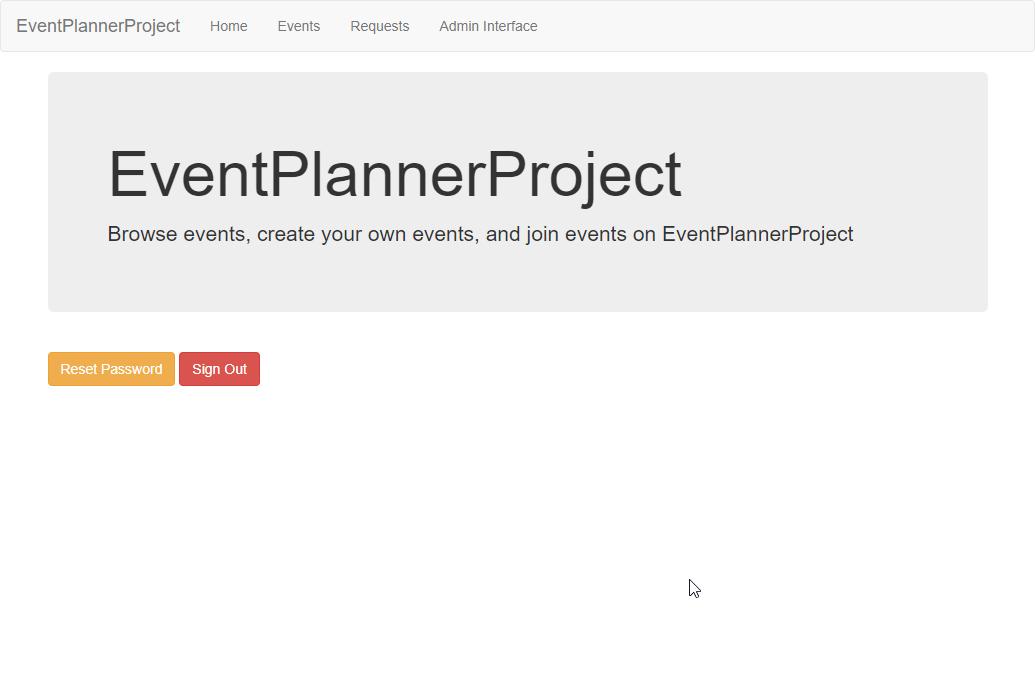 EventPlannerProject Home Events Requests Admin Interface
EventPlannerProject
Browse events, create your own events, and join events on EventPlannerProject
Reset Password Sign Out